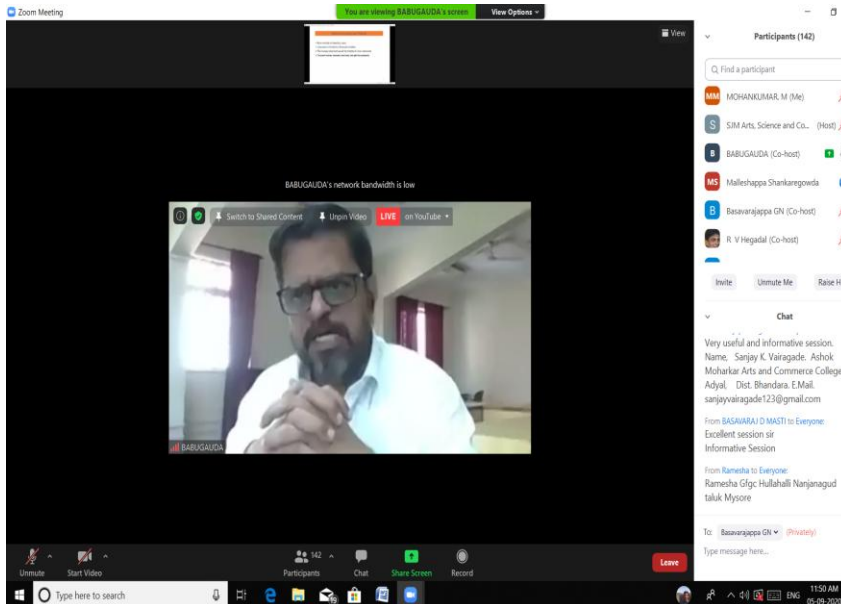 Zoom Meeting
You are viewing BABUGAUDA's screen
View Options
View
Participants (142)
Find a participant
MM MOHANKUMAR. M (Me)
S SJM Arts, Science and Co... (Host)
B BABUGAUDA (Co-host)
MS Malleshappa Shankaregowda
B Basavarajappa GN (Co-host)
R V Hegadal (Co-host)
Invite Unmute Me Raise H
BABUGAUDA's network bandwidth is low
Switch to Shared Content Unpin Video LIVE on YouTube
BABUGAUDA
Chat
Very useful and informative session.
Name, Sanjay K. Vairagade. Ashok
Moharkar Arts and Commerce College
Adyal, Dist. Bhandara. E.Mail.
sanjayvairagade123@gmail.com
From BASAVARAJ D MASTI to Everyone:
Excellent session sir
Informative Session
From Ramesha to Everyone:
Ramesha Gfgc Hullahalli Nanjanagud
taluk Mysore
To: Basavarajappa GN (Privately)
Type message here...
Unmute Start Video Participants 142 Chat Share Screen Record Leave
Type here to search
ENG
11:50 AM
05-09-2020